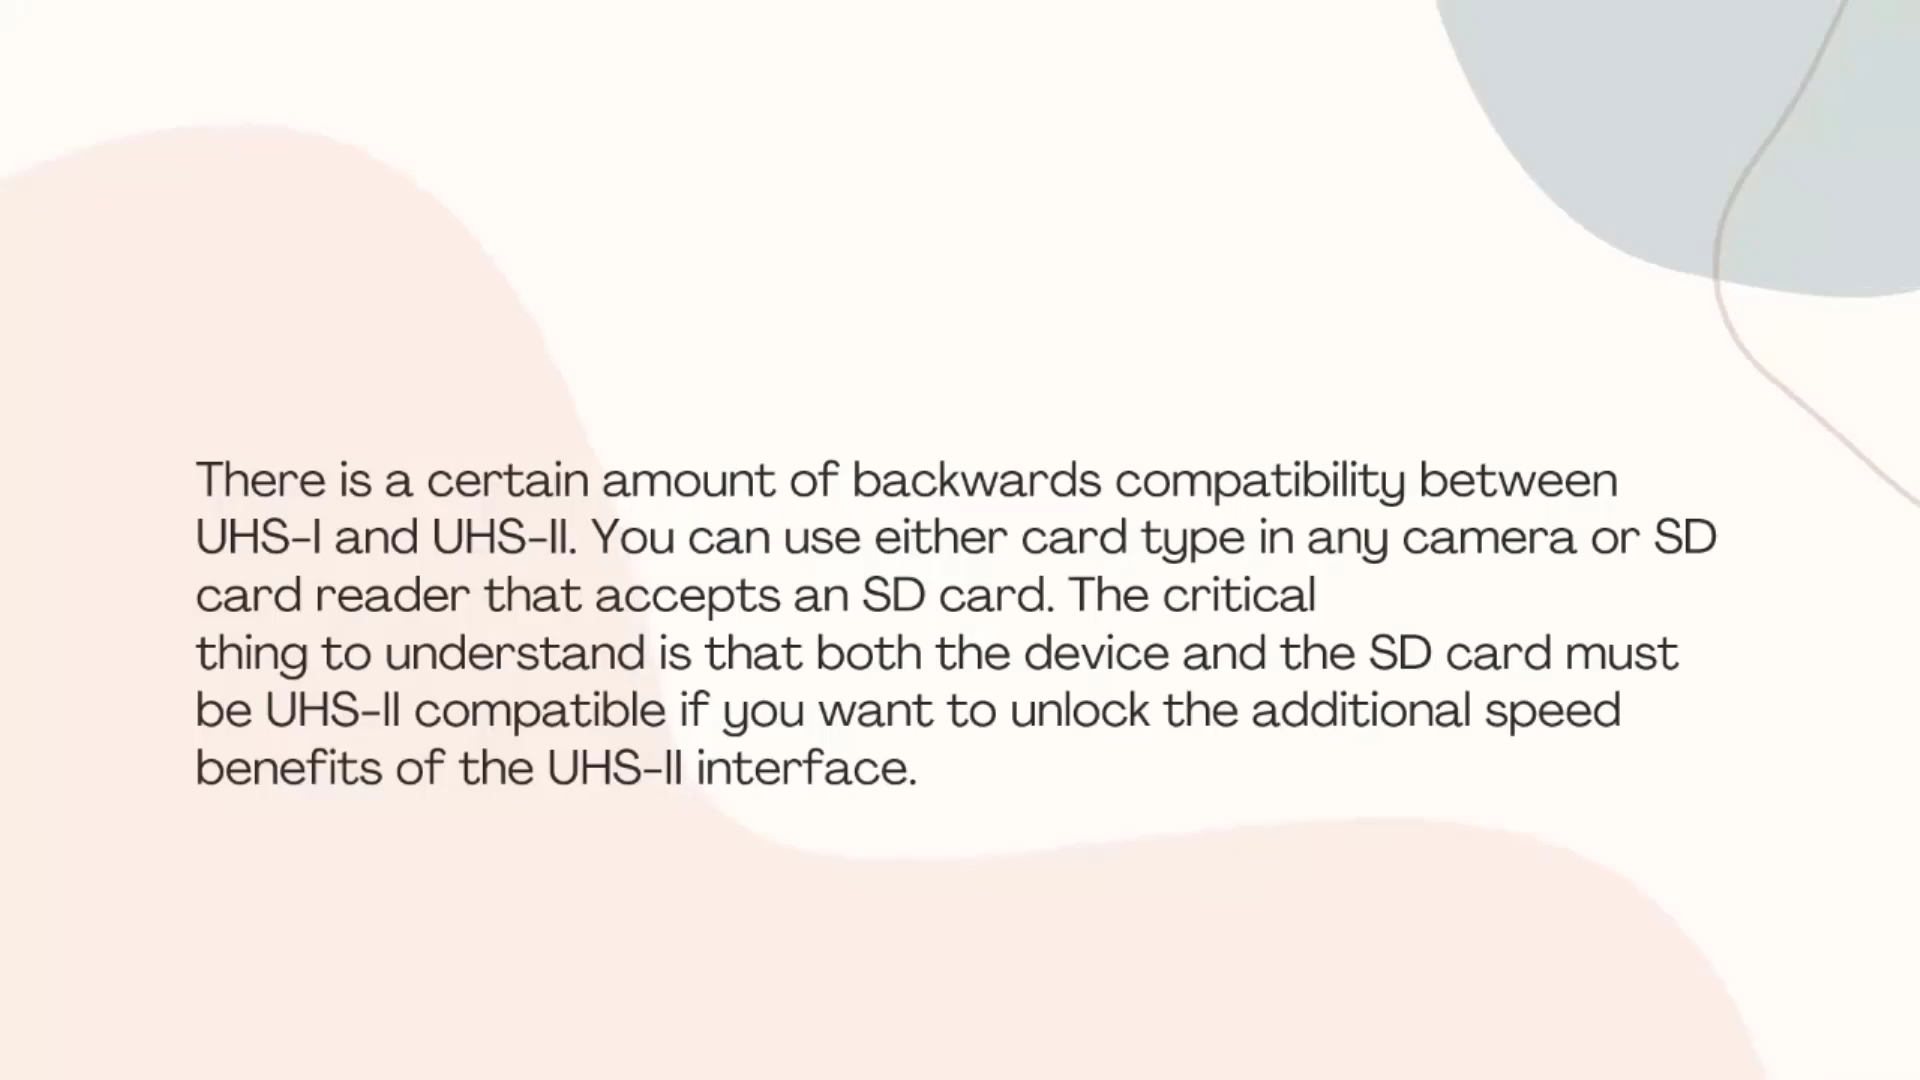 There is a certain amount of backwards compatibility between
UHS-I and UHS-II. You can use either card type in any camera or SD
card reader that accepts an SD card. The critical
thing to understand is that both the device and the SD card must
be UHS-II compatible if you want to unlock the additional speed
benefits of the UHS-II interface.